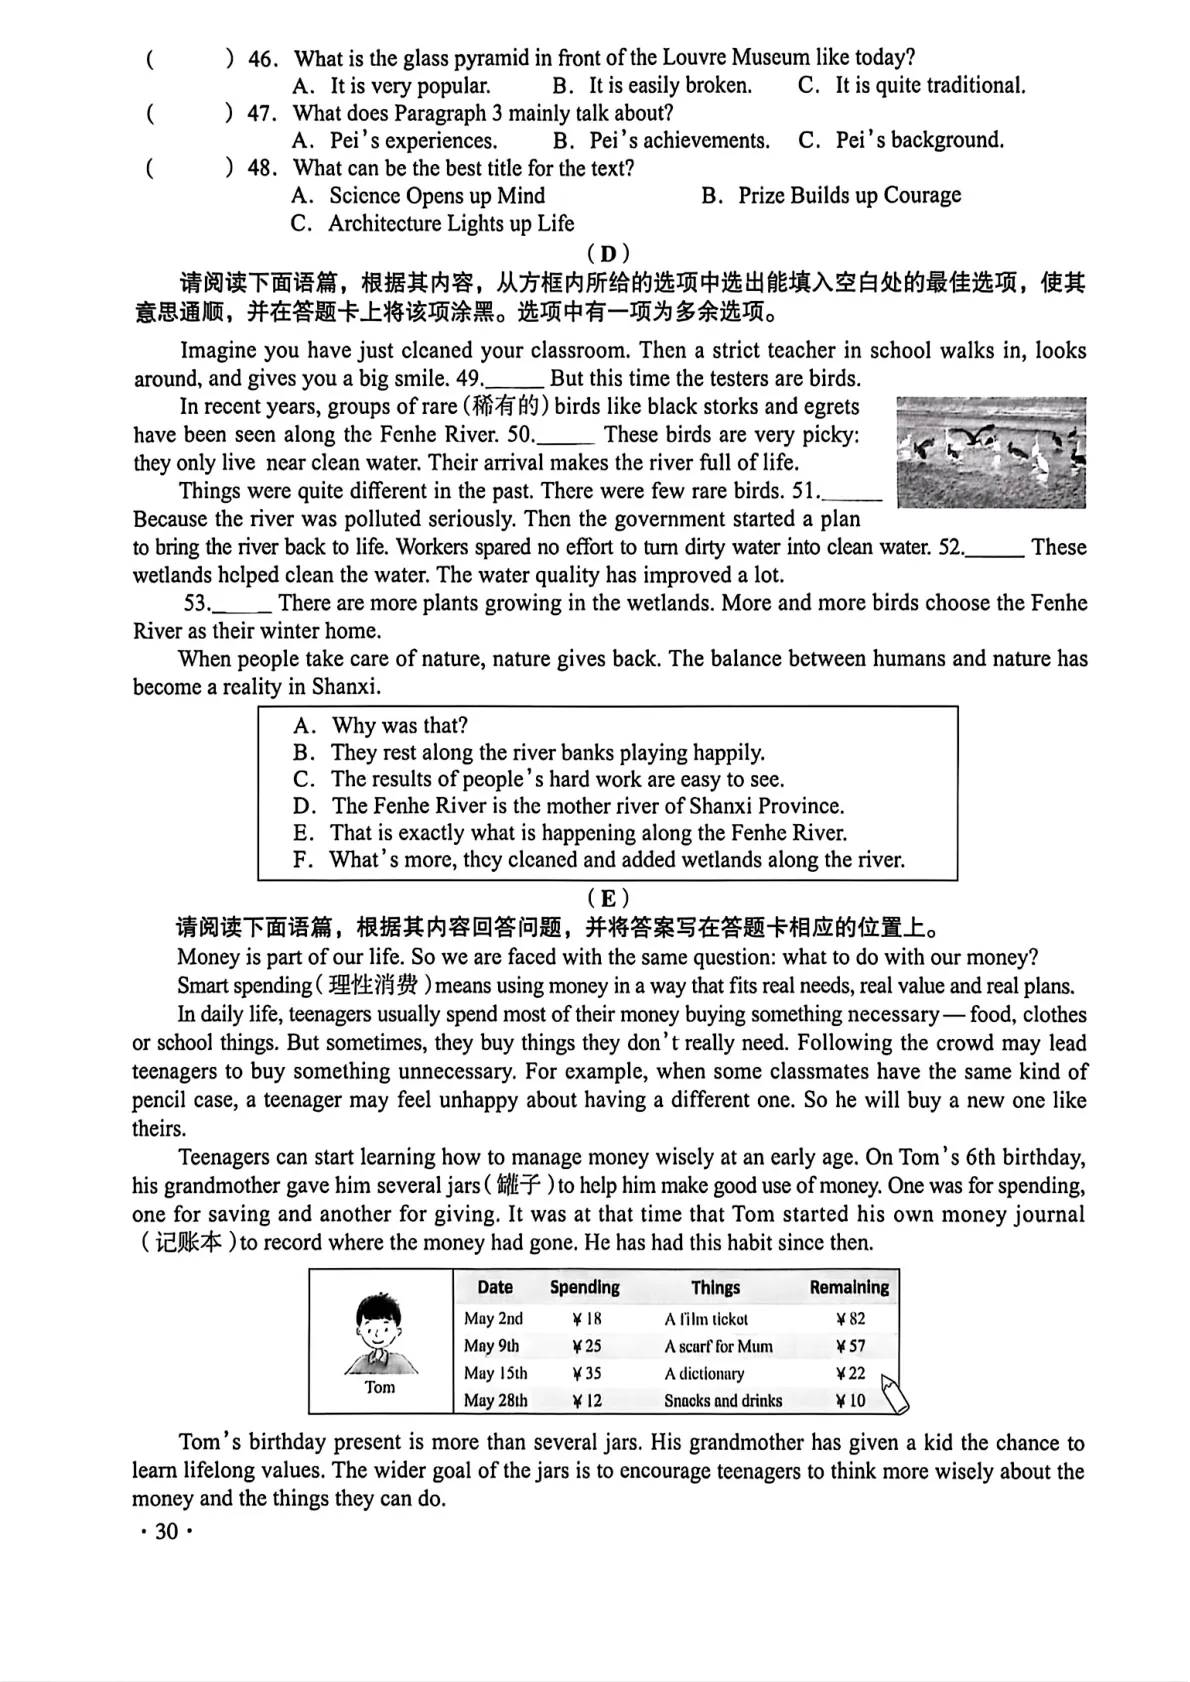 (      ) 46. What is the glass pyramid in front of the Louvre Museum like today?
A. It is very popular.   B. It is easily broken.   C. It is quite traditional.
(      ) 47. What does Paragraph 3 mainly talk about?
A. Pei's experiences.   B. Pei's achievements.   C. Pei's background.
(      ) 48. What can be the best title for the text?
A. Science Opens up Mind   B. Prize Builds up Courage
C. Architecture Lights up Life
( D )
请阅读下面语篇，根据其内容，从方框内所给的选项中选出能填入空白处的最佳选项，使其
意思通顺，并在答题卡上将该项涂黑。选项中有一项为多余选项。
Imagine you have just cleaned your classroom. Then a strict teacher in school walks in, looks
around, and gives you a big smile. 49._____ But this time the testers are birds.
In recent years, groups of rare (稀有的) birds like black storks and egrets
have been seen along the Fenhe River. 50._____ These birds are very picky:
they only live near clean water. Their arrival makes the river full of life.
Things were quite different in the past. There were few rare birds. 51._____
Because the river was polluted seriously. Then the government started a plan
to bring the river back to life. Workers spared no effort to turn dirty water into clean water. 52._____ These
wetlands helped clean the water. The water quality has improved a lot.
53._____ There are more plants growing in the wetlands. More and more birds choose the Fenhe
River as their winter home.
When people take care of nature, nature gives back. The balance between humans and nature has
become a reality in Shanxi.
A. Why was that?
B. They rest along the river banks playing happily.
C. The results of people's hard work are easy to see.
D. The Fenhe River is the mother river of Shanxi Province.
E. That is exactly what is happening along the Fenhe River.
F. What's more, they cleaned and added wetlands along the river.
( E )
请阅读下面语篇，根据其内容回答问题，并将答案写在答题卡相应的位置上。
Money is part of our life. So we are faced with the same question: what to do with our money?
Smart spending ( 理性消费 ) means using money in a way that fits real needs, real value and real plans.
In daily life, teenagers usually spend most of their money buying something necessary — food, clothes
or school things. But sometimes, they buy things they don't really need. Following the crowd may lead
teenagers to buy something unnecessary. For example, when some classmates have the same kind of
pencil case, a teenager may feel unhappy about having a different one. So he will buy a new one like
theirs.
Teenagers can start learning how to manage money wisely at an early age. On Tom's 6th birthday,
his grandmother gave him several jars ( 罐子 ) to help him make good use of money. One was for spending,
one for saving and another for giving. It was at that time that Tom started his own money journal
( 记账本 ) to record where the money had gone. He has had this habit since then.
Date   Spending   Things   Remaining
May 2nd   ¥ 18   A film ticket   ¥ 82
May 9th   ¥ 25   A scarf for Mum   ¥ 57
May 15th   ¥ 35   A dictionary   ¥ 22
May 28th   ¥ 12   Snacks and drinks   ¥ 10
Tom
Tom's birthday present is more than several jars. His grandmother has given a kid the chance to
learn lifelong values. The wider goal of the jars is to encourage teenagers to think more wisely about the
money and the things they can do.
· 30 ·